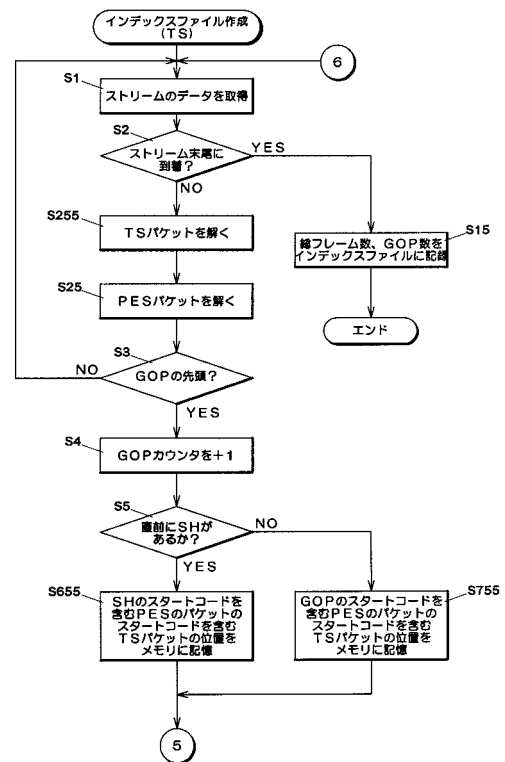 インデックスファイル作成
(TS)
6
S1
ストリームのデータを取得
S2
ストリーム末尾に
到着?
YES
NO
S255
TSパケットを解く
S15
総フレーム数、GOP数を
インデックスファイルに記録
S25
PESパケットを解く
エンド
S3
NO
GOPの先頭?
YES
S4
GOPカウンタを+1
S5
直前にSHが
あるか?
NO
YES
S655
SHのスタートコードを
含むPESのパケットの
スタートコードを含む
TSパケットの位置を
メモリに記憶
S755
GOPのスタートコードを
含むPESのパケットの
スタートコードを含む
TSパケットの位置を
メモリに記憶
5